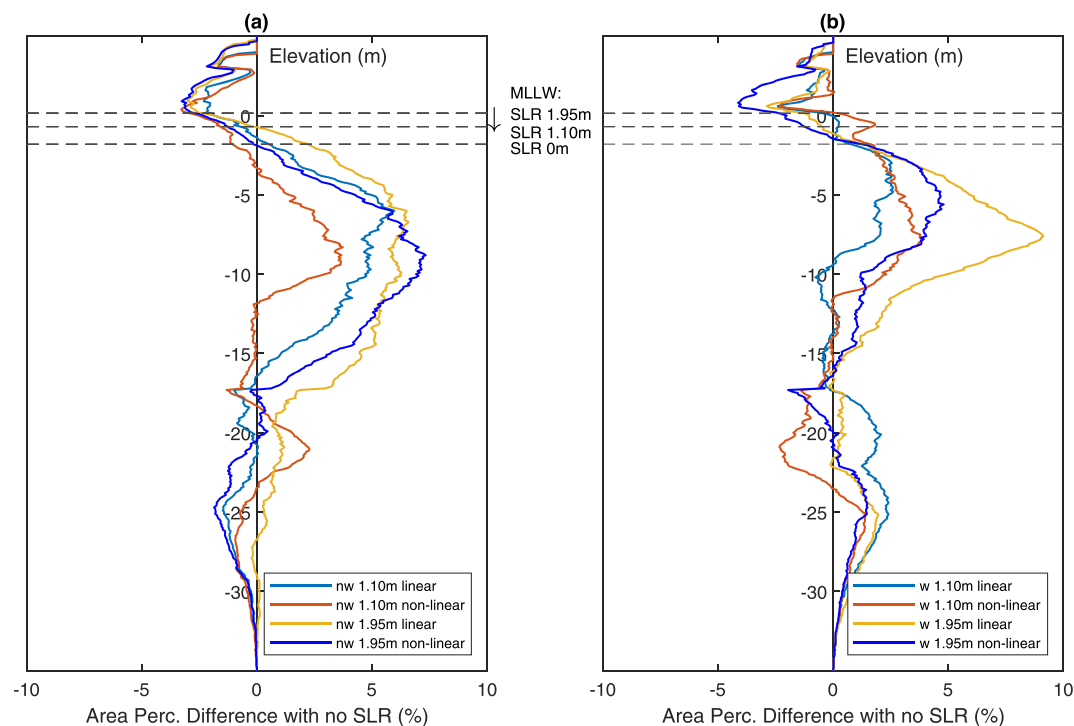 (a)
Elevation (m)
0
-5
-10
-15
-20
-25
-30
nw 1.10m linear
nw 1.10m non-linear
nw 1.95m linear
nw 1.95m non-linear
-10 -5 0 5 10
Area Perc. Difference with no SLR (%)
MLLW:
SLR 1.95m
SLR 1.10m
SLR 0m
(b)
Elevation (m)
0
-5
-10
-15
-20
-25
-30
w 1.10m linear
w 1.10m non-linear
w 1.95m linear
w 1.95m non-linear
-10 -5 0 5 10
Area Perc. Difference with no SLR (%)